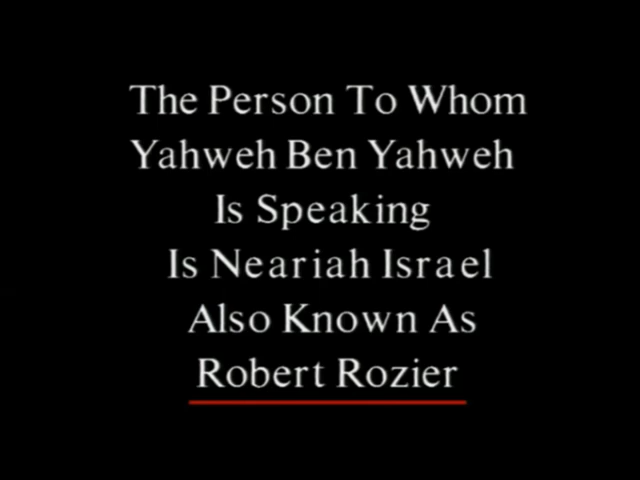 The Person To Whom
Yahweh Ben Yahweh
Is Speaking
Is Neariah Israel
Also Known As
Robert Rozier